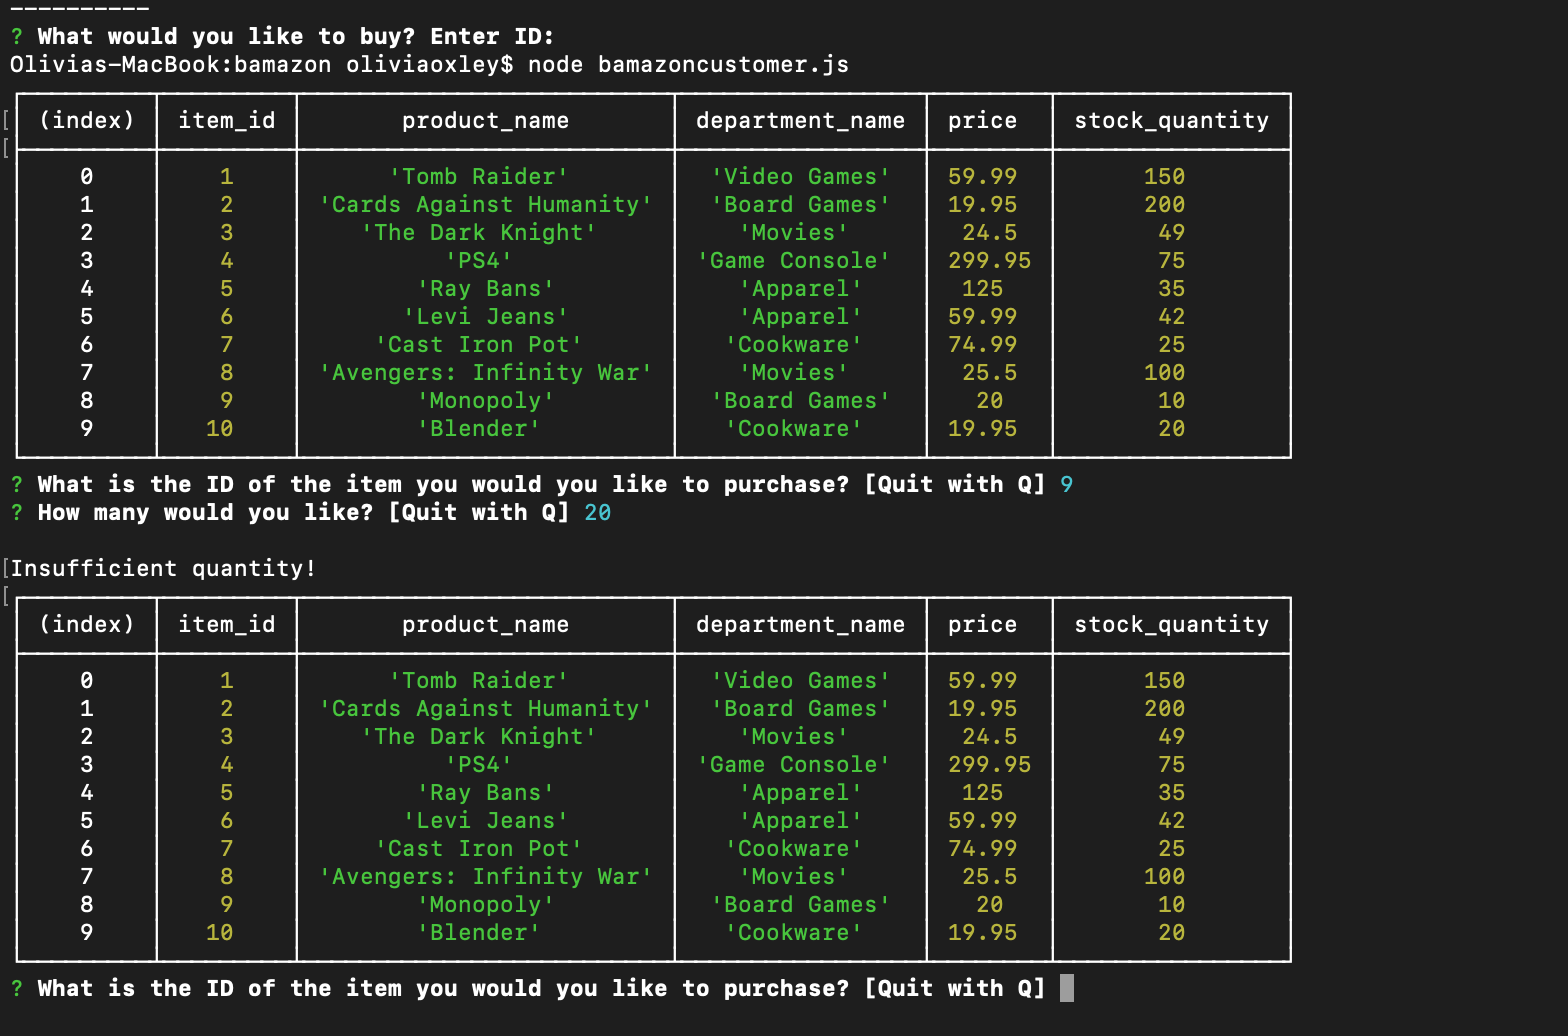 ----------
? What would you like to buy? Enter ID:
Olivias-MacBook:bamazon oliviaoxley$ node bamazoncustomer.js
[ (index) item_id product_name department_name price stock_quantity
[
0 1 'Tomb Raider' 'Video Games' 59.99 150
1 2 'Cards Against Humanity' 'Board Games' 19.95 200
2 3 'The Dark Knight' 'Movies' 24.5 49
3 4 'PS4' 'Game Console' 299.95 75
4 5 'Ray Bans' 'Apparel' 125 35
5 6 'Levi Jeans' 'Apparel' 59.99 42
6 7 'Cast Iron Pot' 'Cookware' 74.99 25
7 8 'Avengers: Infinity War' 'Movies' 25.5 100
8 9 'Monopoly' 'Board Games' 20 10
9 10 'Blender' 'Cookware' 19.95 20
? What is the ID of the item you would you like to purchase? [Quit with Q] 9
? How many would you like? [Quit with Q] 20
[Insufficient quantity!
[
(index) item_id product_name department_name price stock_quantity
0 1 'Tomb Raider' 'Video Games' 59.99 150
1 2 'Cards Against Humanity' 'Board Games' 19.95 200
2 3 'The Dark Knight' 'Movies' 24.5 49
3 4 'PS4' 'Game Console' 299.95 75
4 5 'Ray Bans' 'Apparel' 125 35
5 6 'Levi Jeans' 'Apparel' 59.99 42
6 7 'Cast Iron Pot' 'Cookware' 74.99 25
7 8 'Avengers: Infinity War' 'Movies' 25.5 100
8 9 'Monopoly' 'Board Games' 20 10
9 10 'Blender' 'Cookware' 19.95 20
? What is the ID of the item you would you like to purchase? [Quit with Q]